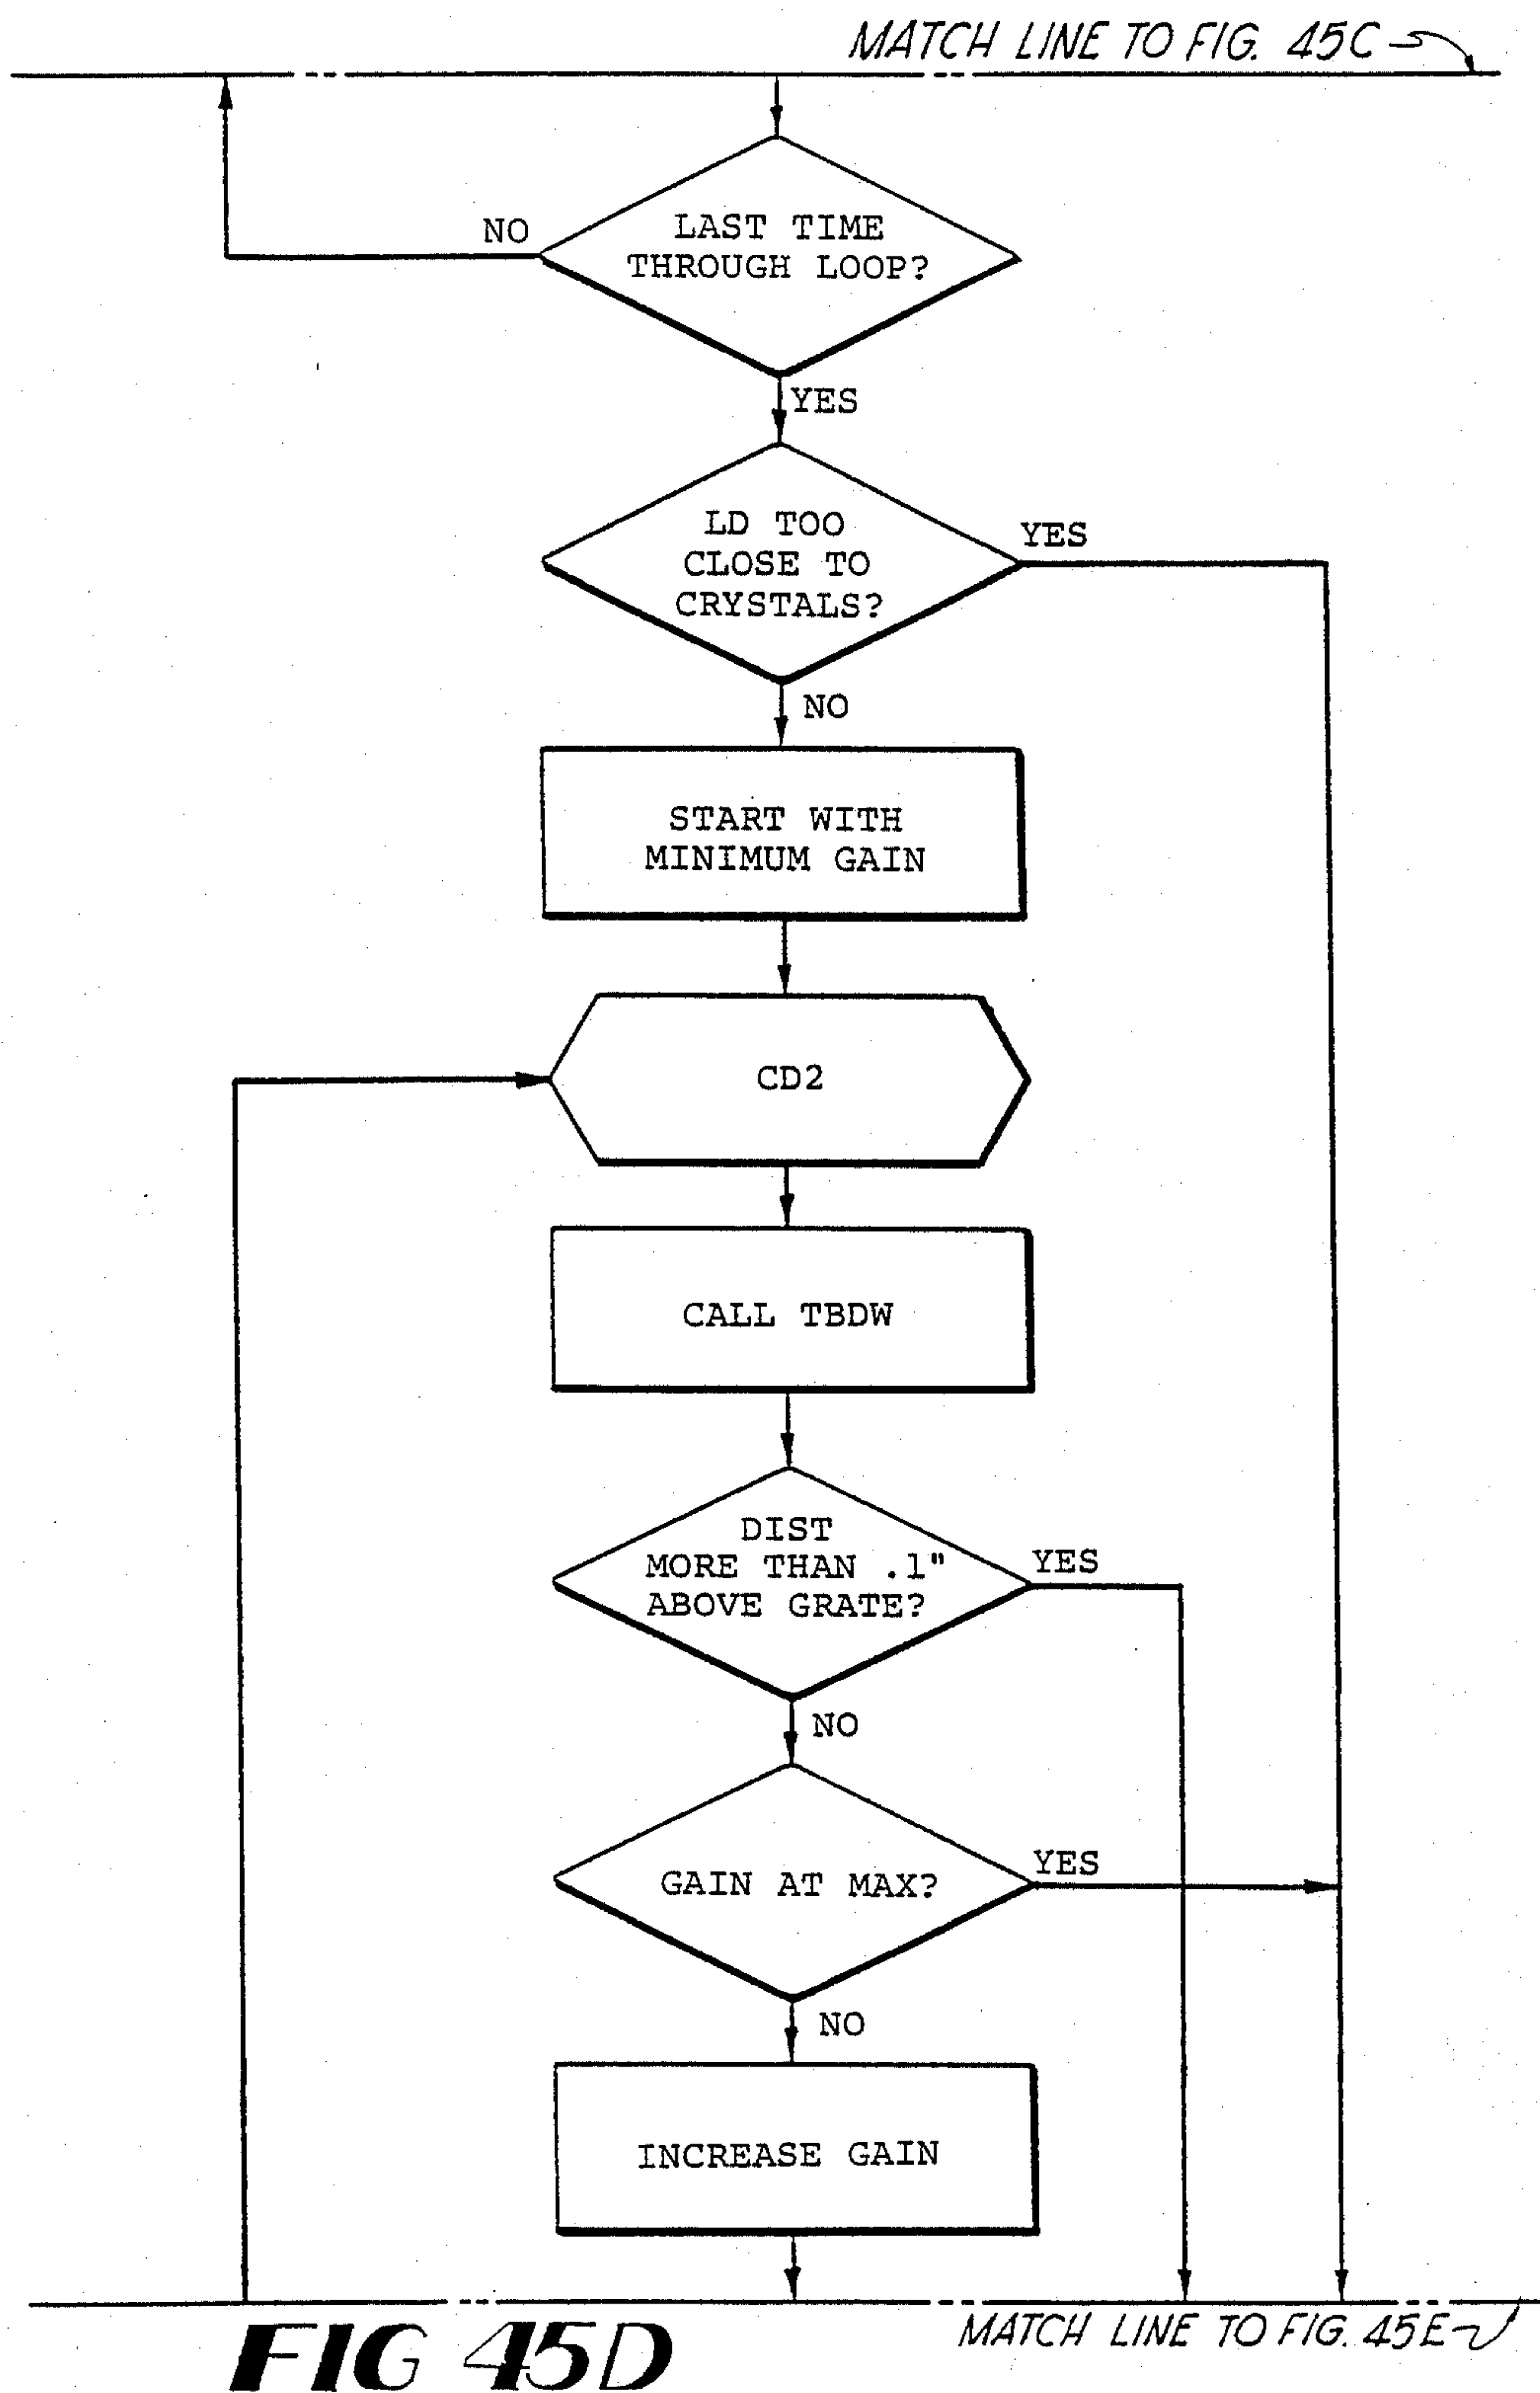 MATCH LINE TO FIG. 45C
LAST TIME
THROUGH LOOP?
NO
YES
LD TOO
CLOSE TO
CRYSTALS?
YES
NO
START WITH
MINIMUM GAIN
CD2
CALL TBDW
DIST
MORE THAN .1"
ABOVE GRATE?
YES
NO
GAIN AT MAX?
YES
NO
INCREASE GAIN
MATCH LINE TO FIG. 45E
FIG 45D